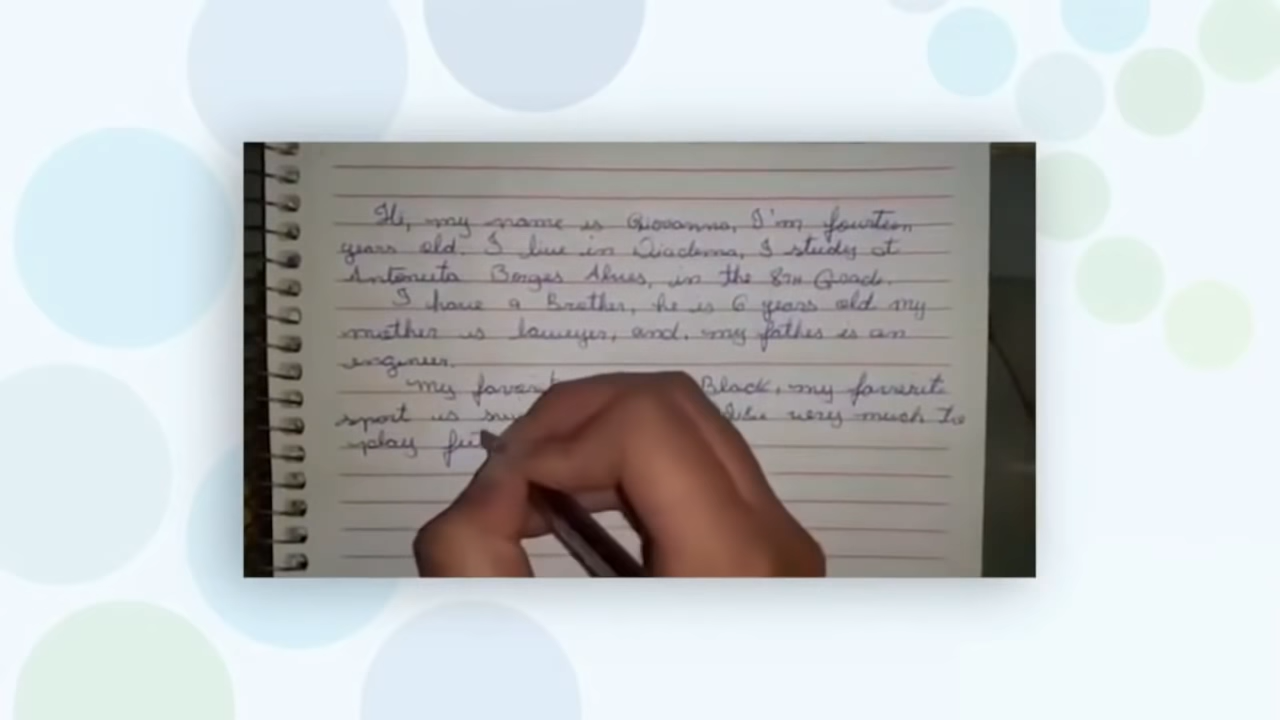 Hi, my name is Giovanna, I'm fourteen
years old. I live in Diadema, I study at
Antonieta Borges Alves, in the 8TH Grade.
I have a Brother, he is 6 years old my
mother is lawyer, and, my father is an
engineer.
My Black, my favorite
sport is very much to
play